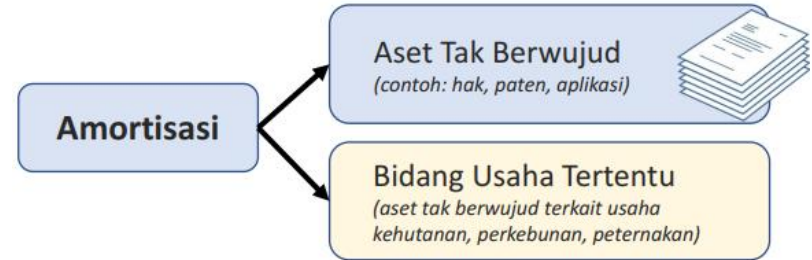 Amortisasi
Aset Tak Berwujud
(contoh: hak, paten, aplikasi)
Bidang Usaha Tertentu
(aset tak berwujud terkait usaha
kehutanan, perkebunan, peternakan)